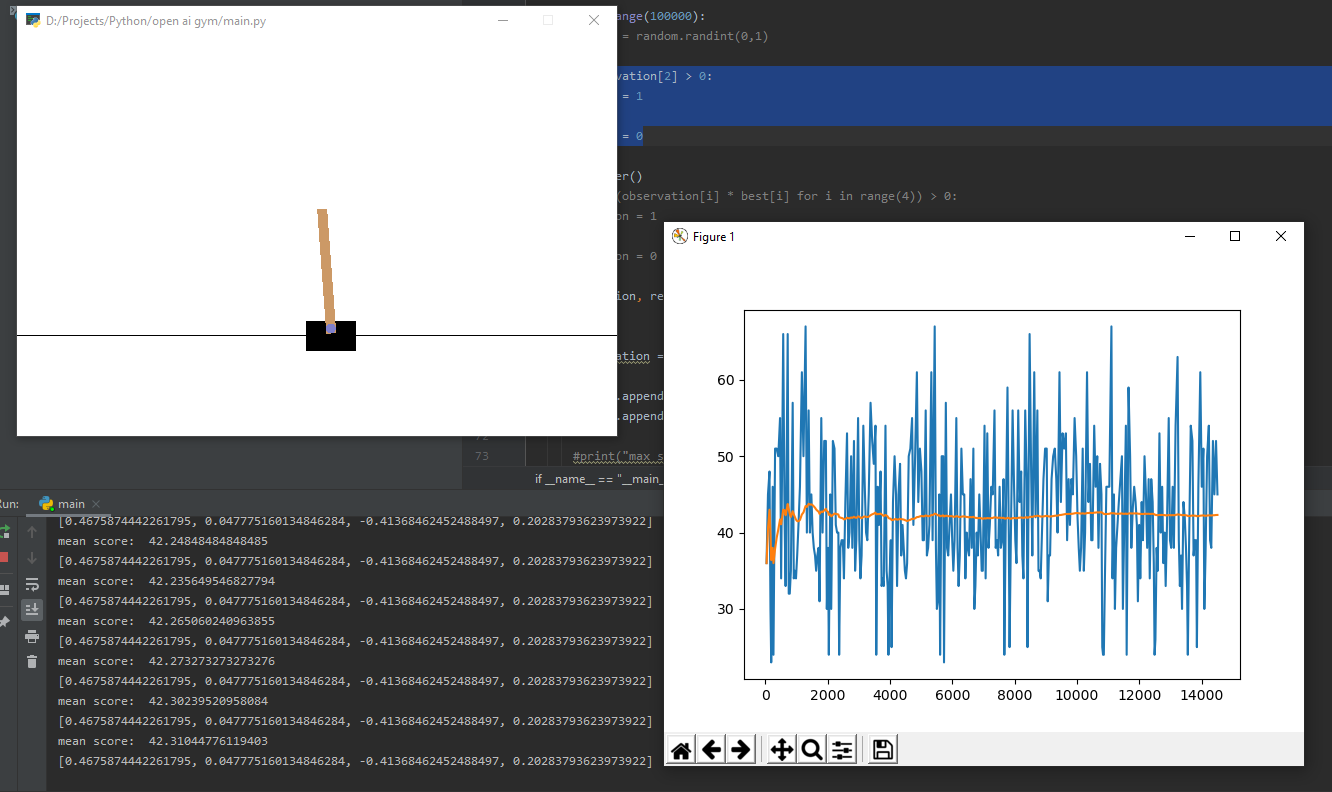 D:/Projects/Python/open ai gym/main.py
ange(100000):
= random.randint(0,1)
vation[2] > 0:
= 1
= 0
er()
(observation[i] * best[i] for i in range(4)) > 0:
on = 1
on = 0
ion, re
ation =
.append
.append
72
73 #print("max s
if __name__ == "__main_
Figure 1
60
50
40
30
0 2000 4000 6000 8000 10000 12000 14000
Run: main
[0.4675874442261795, 0.047775160134846284, -0.41368462452488497, 0.20283793623973922]
mean score: 42.24848484848485
[0.4675874442261795, 0.047775160134846284, -0.41368462452488497, 0.20283793623973922]
mean score: 42.235649546827794
[0.4675874442261795, 0.047775160134846284, -0.41368462452488497, 0.20283793623973922]
mean score: 42.265060240963855
[0.4675874442261795, 0.047775160134846284, -0.41368462452488497, 0.20283793623973922]
mean score: 42.273273273273276
[0.4675874442261795, 0.047775160134846284, -0.41368462452488497, 0.20283793623973922]
mean score: 42.30239520958084
[0.4675874442261795, 0.047775160134846284, -0.41368462452488497, 0.20283793623973922]
mean score: 42.31044776119403
[0.4675874442261795, 0.047775160134846284, -0.41368462452488497, 0.20283793623973922]